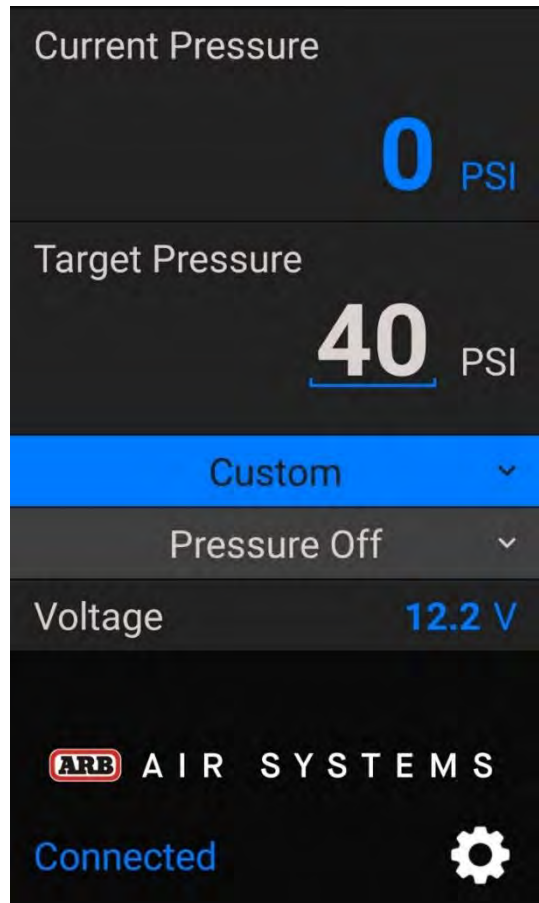 Current Pressure
0 PSI
Target Pressure
40 PSI
Custom
Pressure Off
Voltage 12.2 V
ARB AIR SYSTEMS
Connected